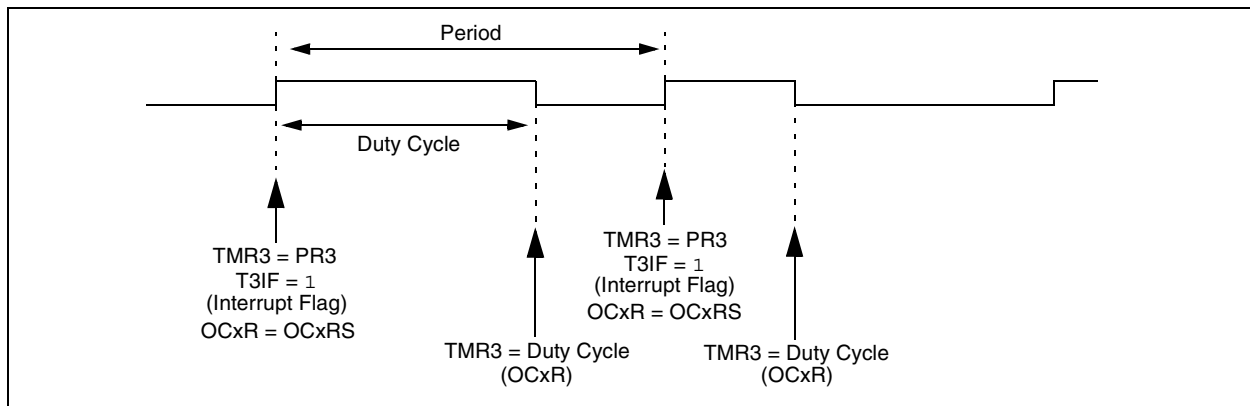 Period
Duty Cycle
TMR3 = PR3
T3IF = 1
(Interrupt Flag)
OCxR = OCxRS
TMR3 = Duty Cycle
(OCxR)
TMR3 = PR3
T3IF = 1
(Interrupt Flag)
OCxR = OCxRS
TMR3 = Duty Cycle
(OCxR)